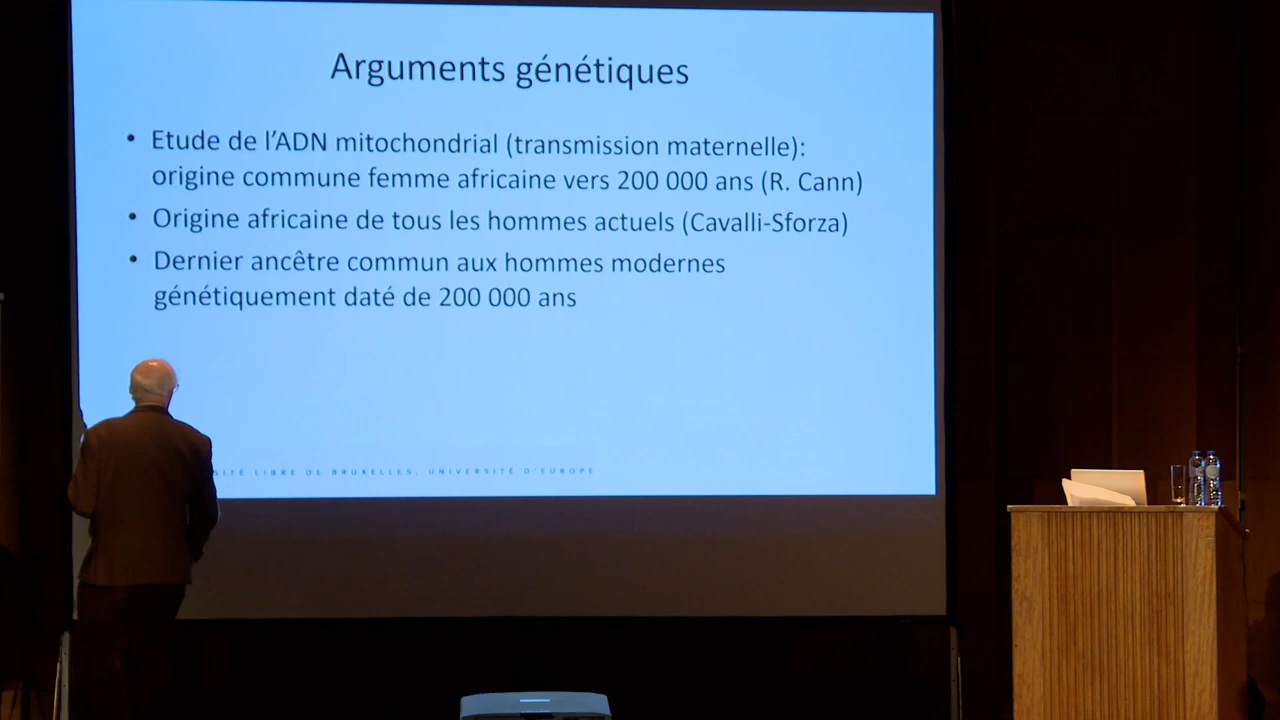 Arguments génétiques
• Etude de l'ADN mitochondrial (transmission maternelle):
origine commune femme africaine vers 200 000 ans (R. Cann)
• Origine africaine de tous les hommes actuels (Cavalli-Sforza)
• Dernier ancêtre commun aux hommes modernes
génétiquement daté de 200 000 ans
SITÉ LIBRE DE BRUXELLES, UNIVERSITÉ D'EUROPE